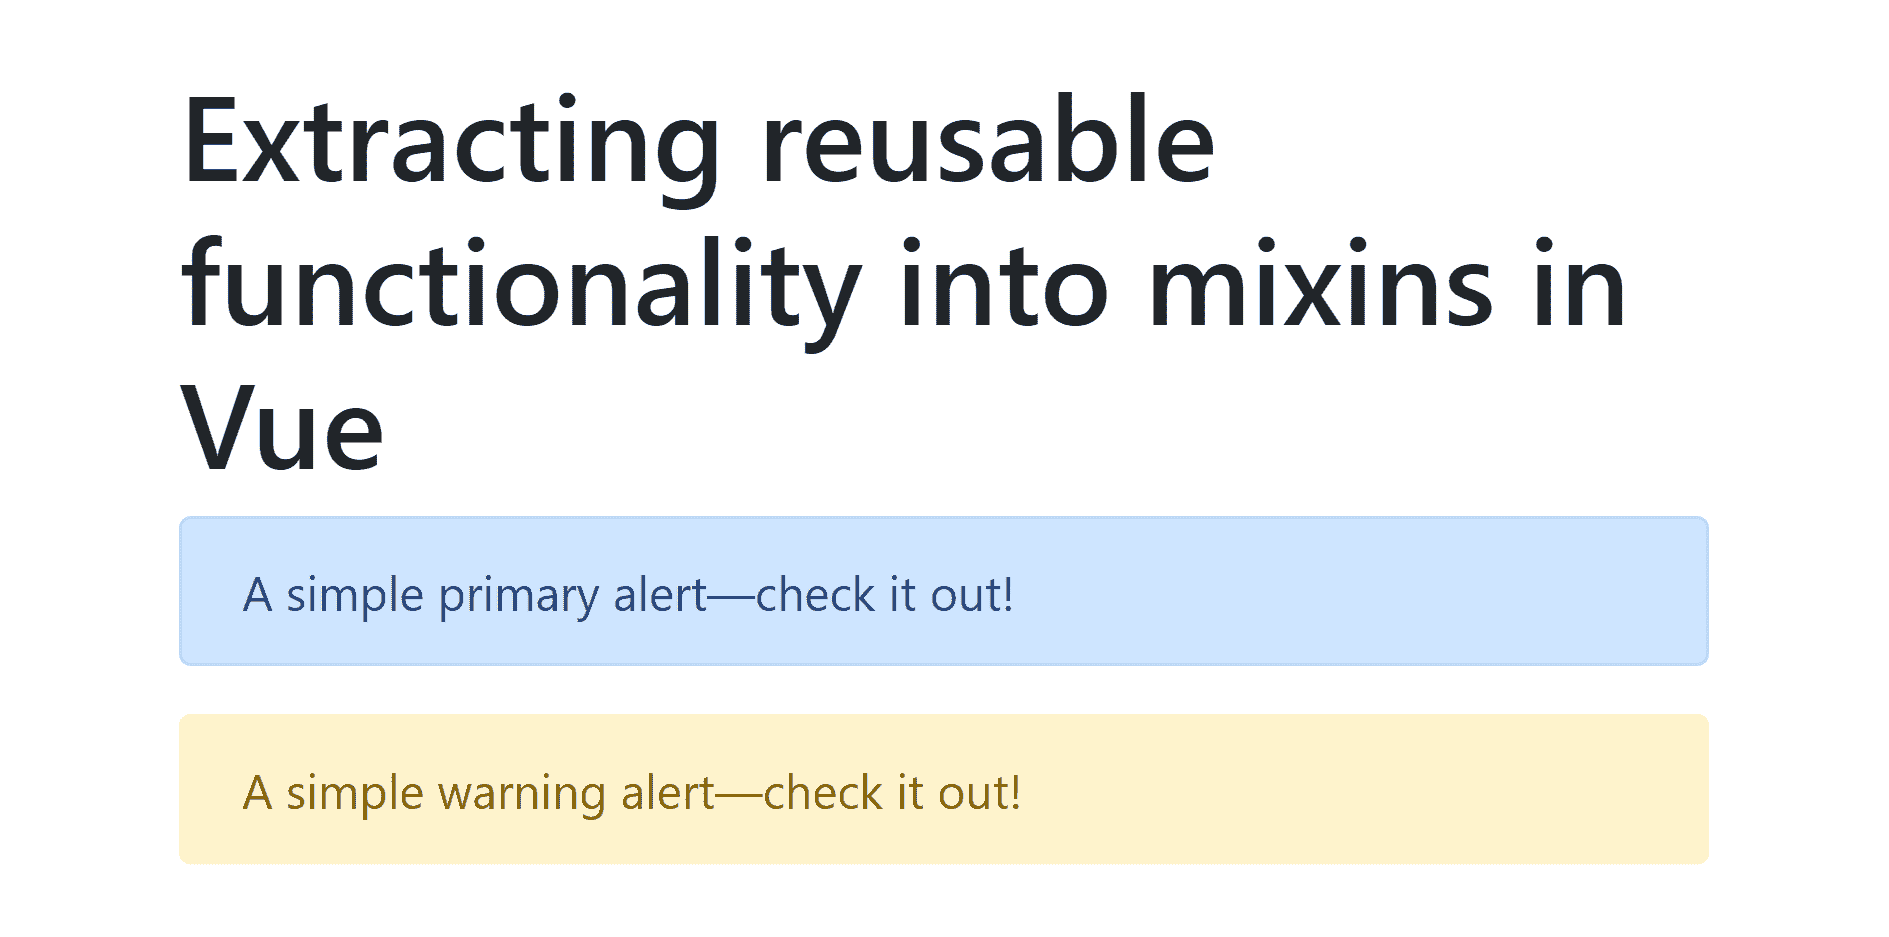 Extracting reusable
functionality into mixins in
Vue
A simple primary alert—check it out!
A simple warning alert—check it out!